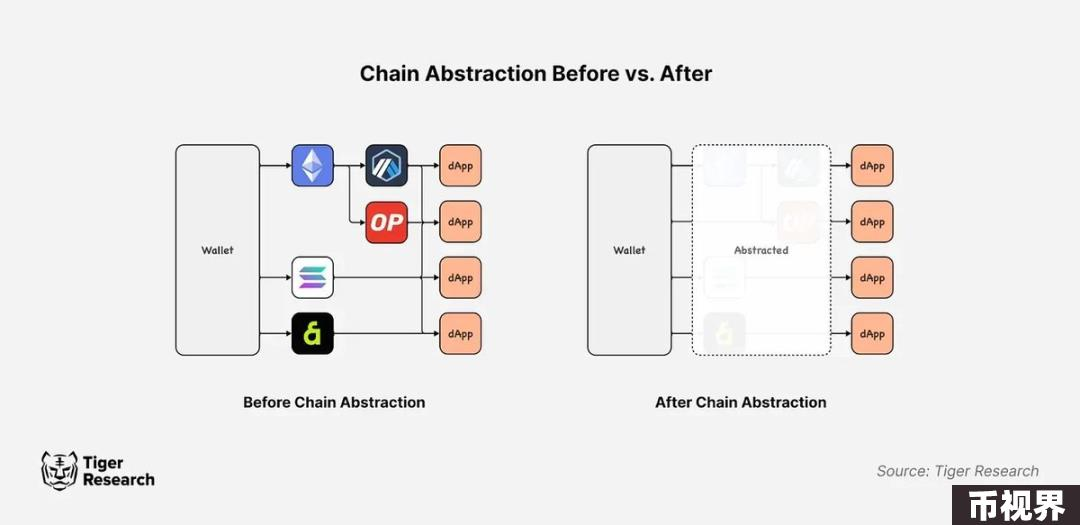 Chain Abstraction Before vs. After
Wallet
OP
dApp
dApp
dApp
dApp
Before Chain Abstraction
Wallet
OP
Abstracted
dApp
dApp
dApp
dApp
After Chain Abstraction
Tiger
Research
Source: Tiger Research
币视界